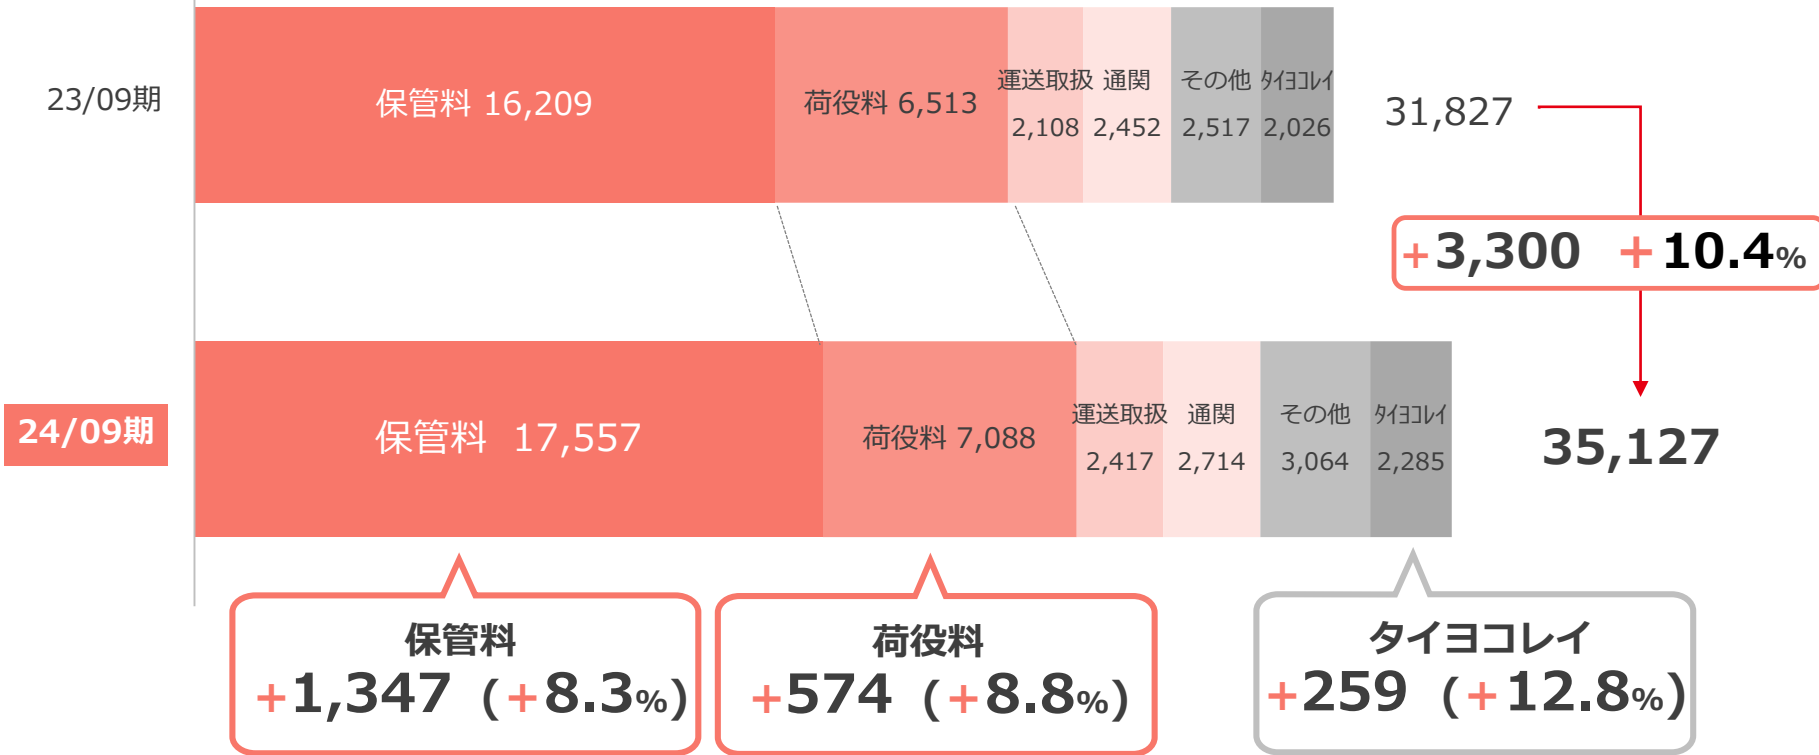 23/09期
保管料 16,209
荷役料 6,513
運送取扱
2,108
通関
2,452
その他
2,517
ﾀｲﾖｺﾚｲ
2,026
31,827
+3,300 +10.4%
24/09期
保管料 17,557
荷役料 7,088
運送取扱
2,417
通関
2,714
その他
3,064
ﾀｲﾖｺﾚｲ
2,285
35,127
保管料
+1,347 (+8.3%)
荷役料
+574 (+8.8%)
タイヨコレイ
+259 (+12.8%)